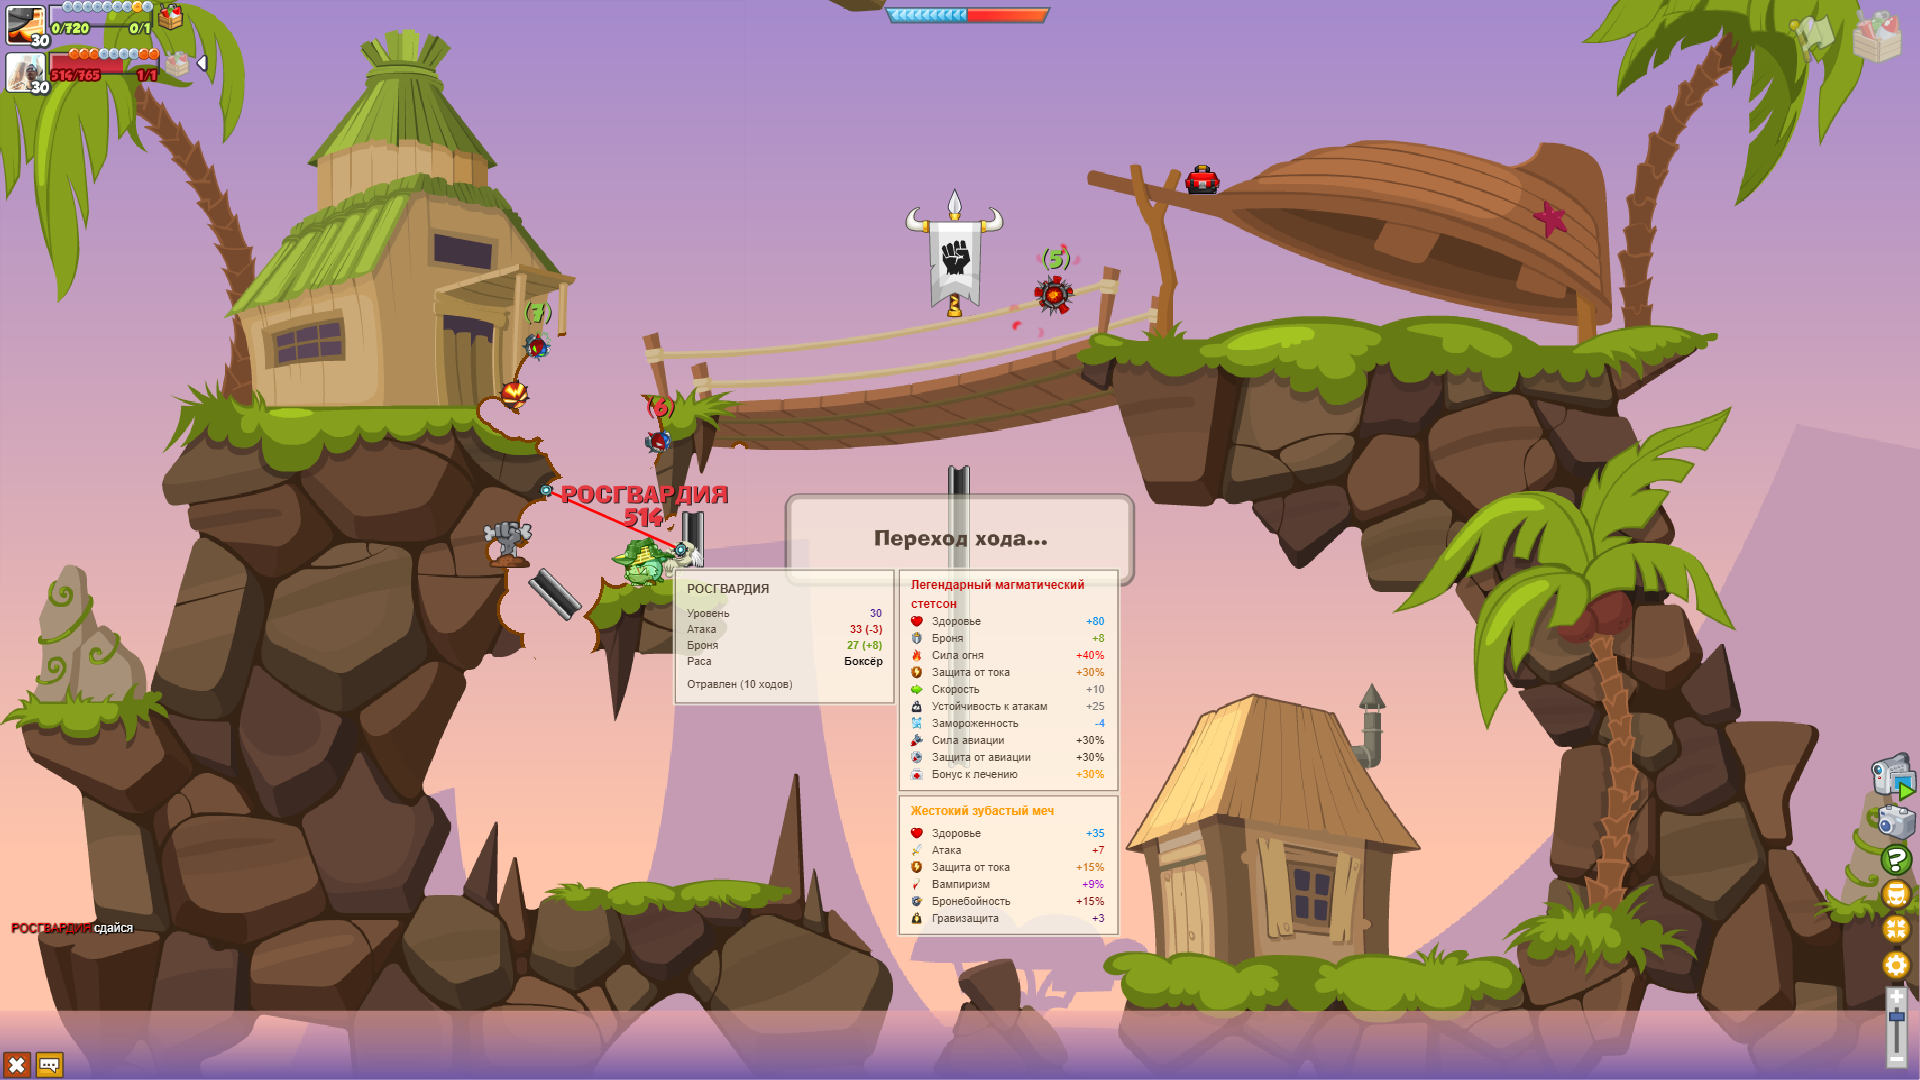 0/720 0/1
30
514/765 1/1
30
(5)
(7)
(6)
РОСГВАРДИЯ
514
Переход хода...
РОСГВАРДИЯ
Уровень 30
Атака 33 (-3)
Броня 27 (+8)
Раса Боксёр
Отравлен (10 ходов)
Легендарный магматический
стетсон
Здоровье +80
Броня +8
Сила огня +40%
Защита от тока +30%
Скорость +10
Устойчивость к атакам +25
Замороженность -4
Сила авиации +30%
Защита от авиации +30%
Бонус к лечению +30%
Жестокий зубастый меч
Здоровье +35
Атака +7
Защита от тока +15%
Вампиризм +9%
Бронебойность +15%
Гравизащита +3
РОСГВАРДИЯ сдайся